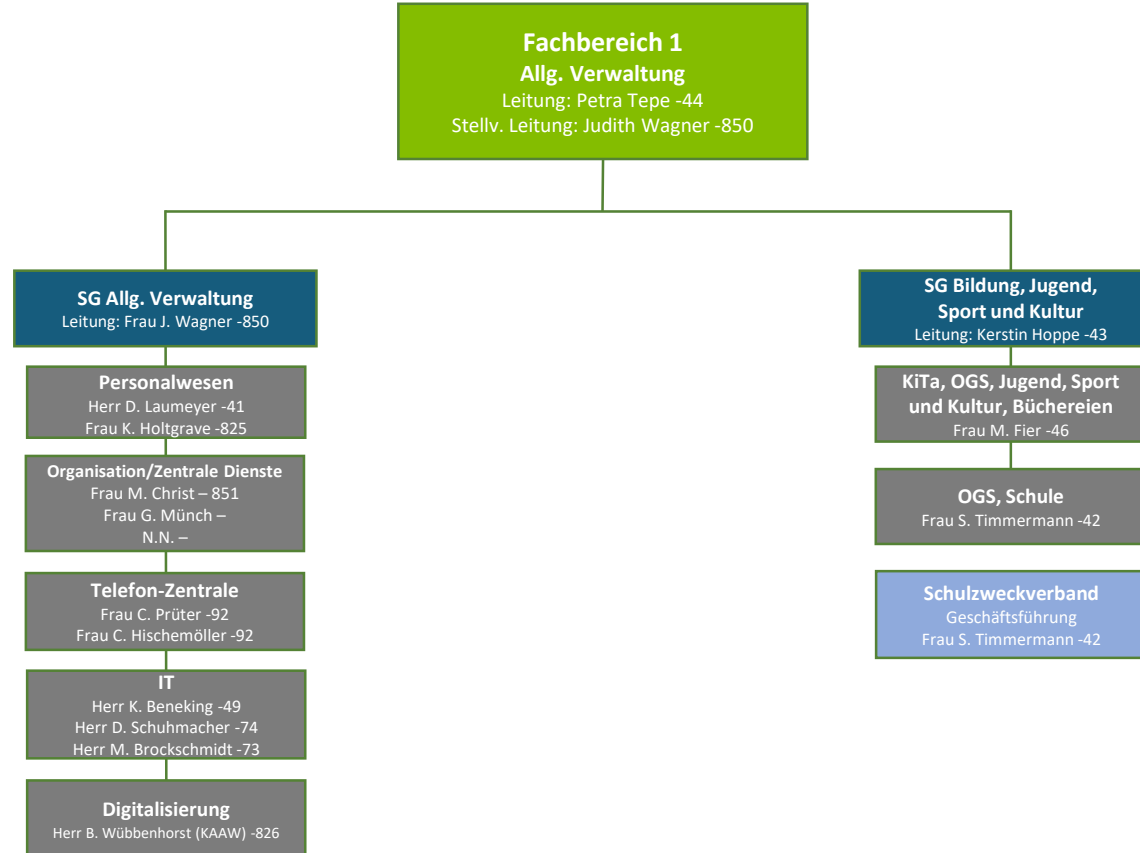 Fachbereich 1
Allg. Verwaltung
Leitung: Petra Tepe -44
Stellv. Leitung: Judith Wagner -850
SG Allg. Verwaltung
Leitung: Frau J. Wagner -850
Personalwesen
Herr D. Laumeyer -41
Frau K. Holtgrave -825
Organisation/Zentrale Dienste
Frau M. Christ – 851
Frau G. Münch –
N.N. –
Telefon-Zentrale
Frau C. Prüter -92
Frau C. Hischemöller -92
IT
Herr K. Beneking -49
Herr D. Schuhmacher -74
Herr M. Brockschmidt -73
Digitalisierung
Herr B. Wübbenhorst (KAAW) -826
SG Bildung, Jugend,
Sport und Kultur
Leitung: Kerstin Hoppe -43
KiTa, OGS, Jugend, Sport
und Kultur, Büchereien
Frau M. Fier -46
OGS, Schule
Frau S. Timmermann -42
Schulzweckverband
Geschäftsführung
Frau S. Timmermann -42